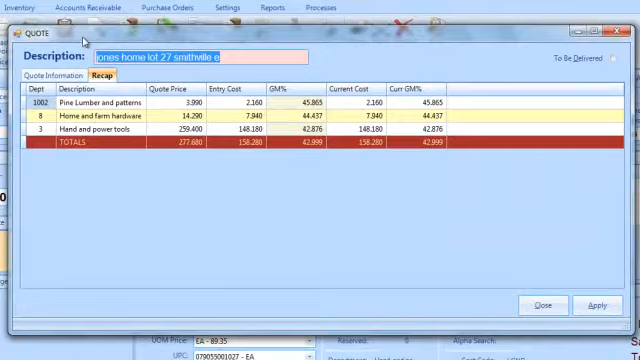 Inventory Accounts Receivable Purchase Orders Settings Reports Processes
QUOTE
Description: jones home lot 27 smithville e To Be Delivered
Quote Information Recap
Dept Description Quote Price Entry Cost GM% Current Cost Curr GM%
1002 Pine Lumber and patterns 3.990 2.160 45.865 2.160 45.865
8 Home and farm hardware 14.290 7.940 44.437 7.940 44.437
3 Hand and power tools 259.400 148.180 42.876 148.180 42.876
TOTALS 277.680 158.280 42.999 158.280 42.999
Close Apply
UOM Price: EA - 89.35 Reserved: 0 Alpha Search:
UPC: 079055001027 - EA